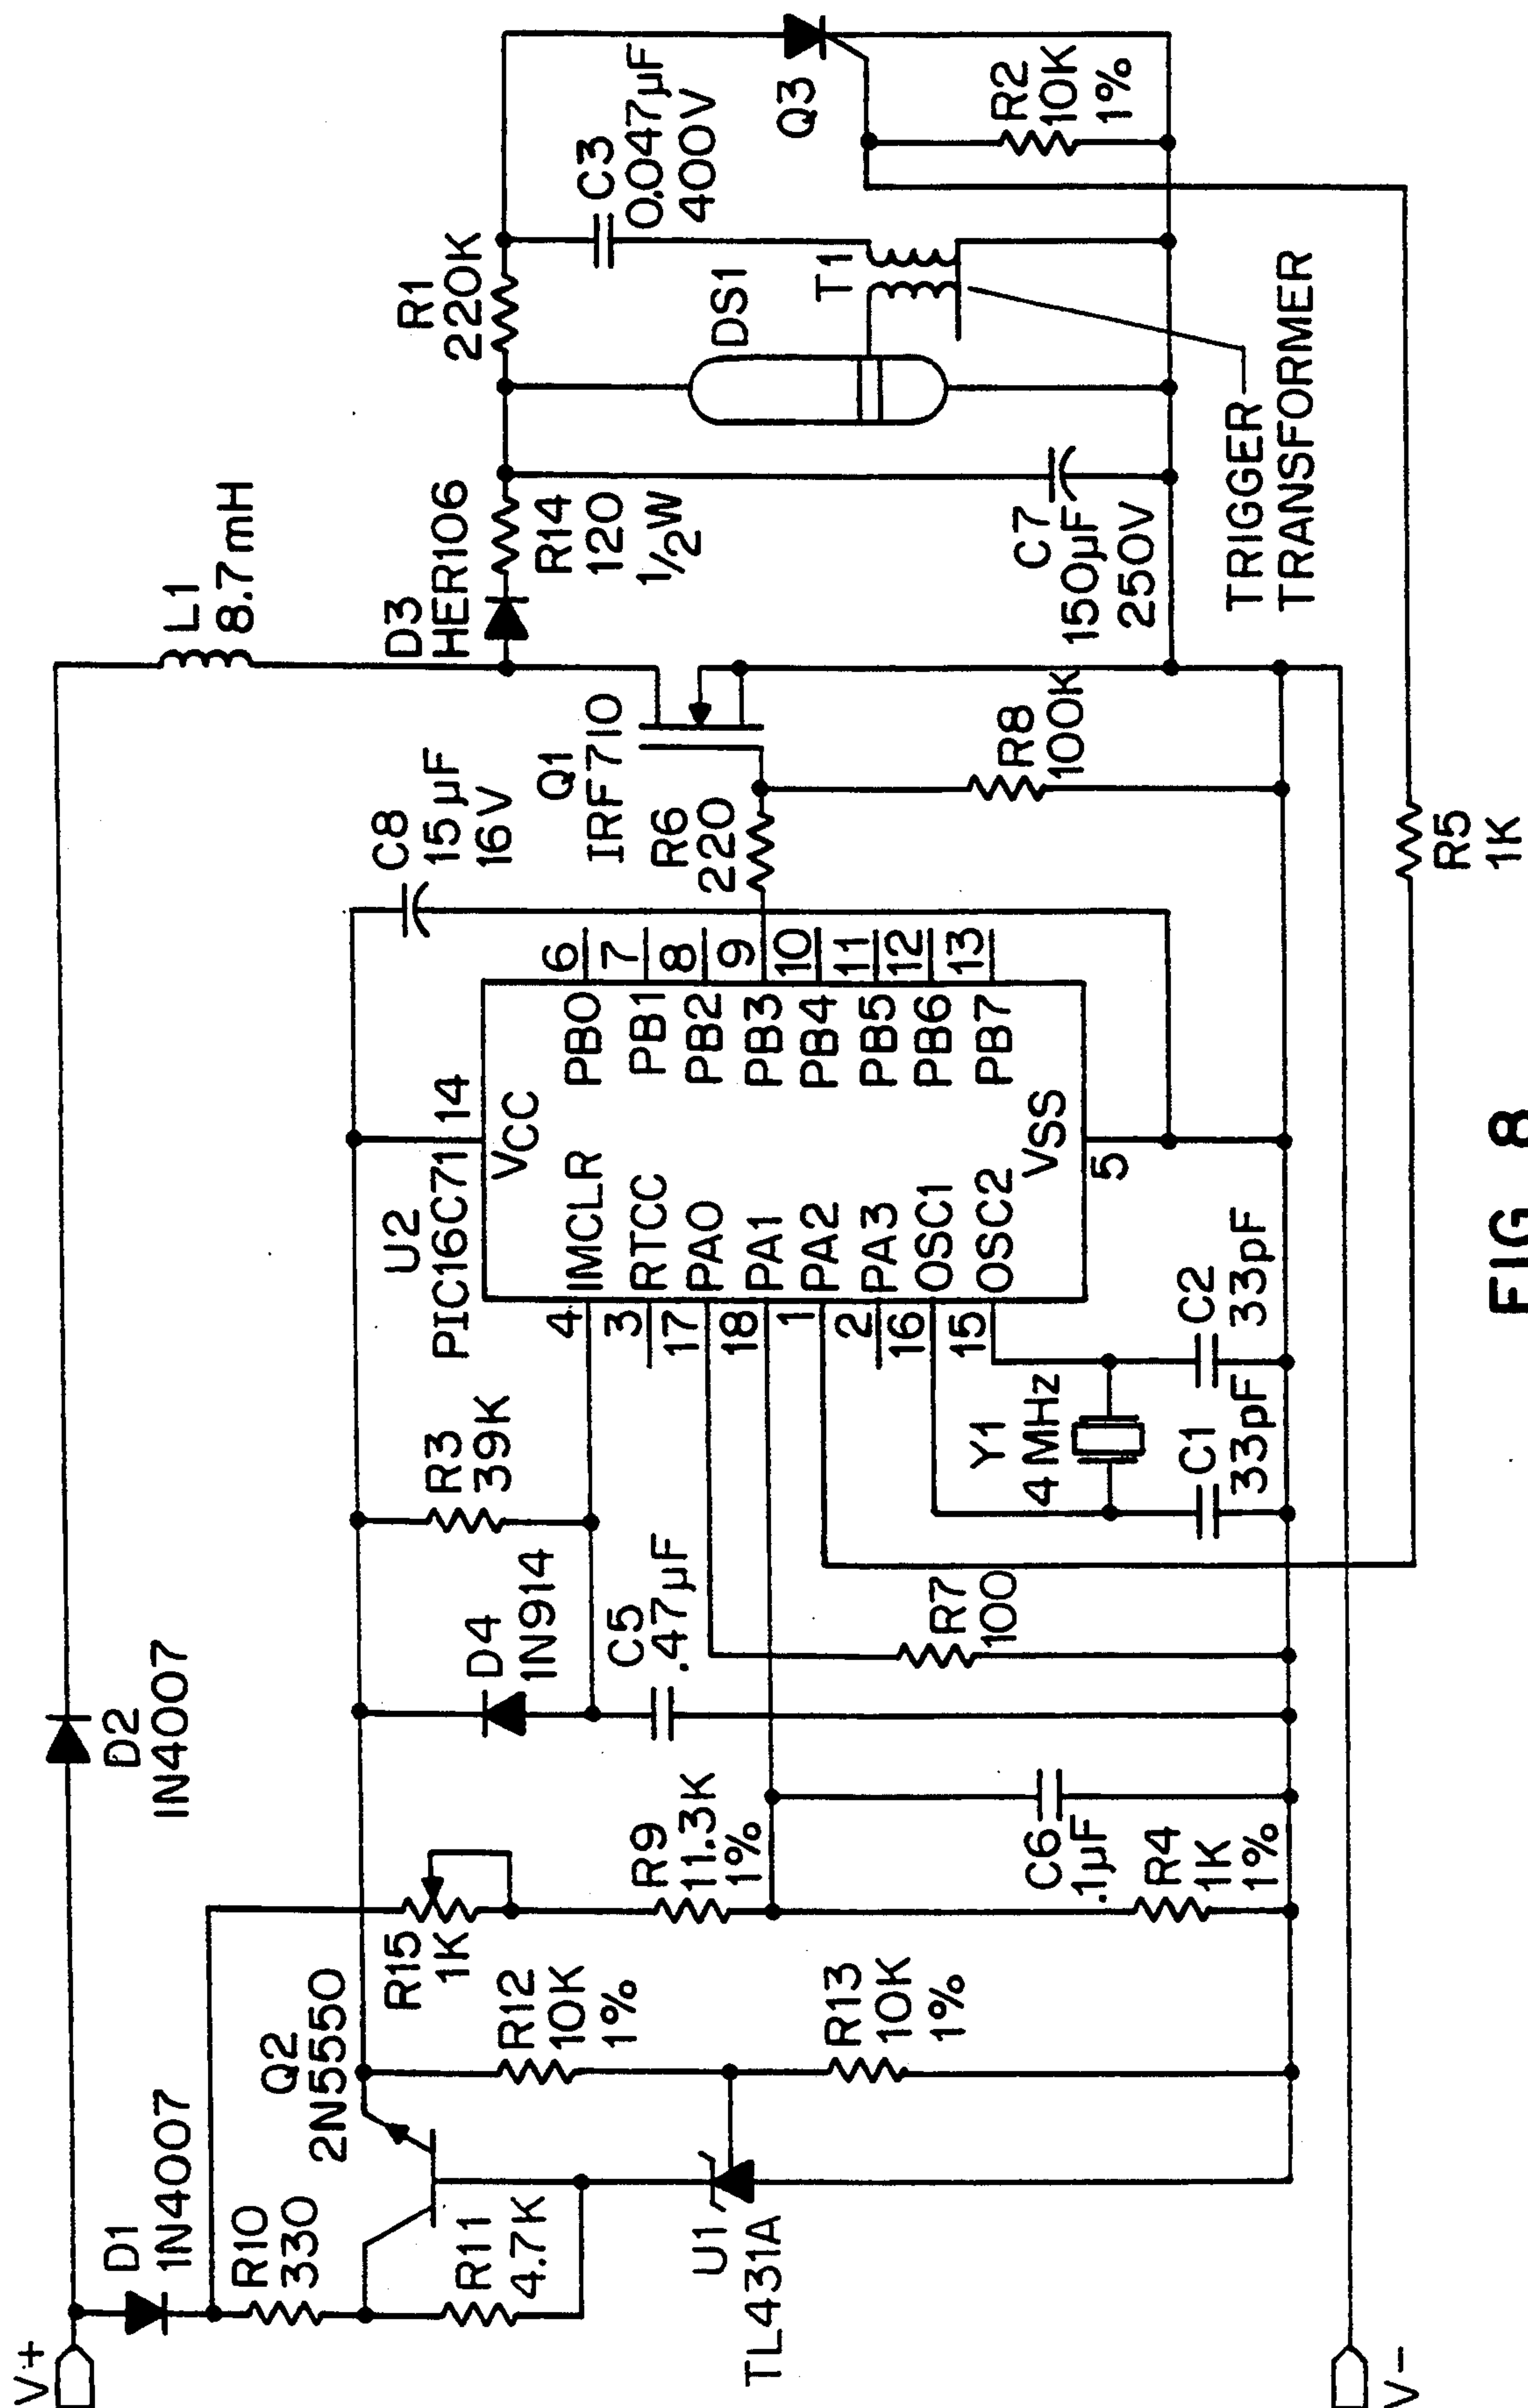 V+
D1
1N4007
R10
330
R11
4.7K
U1
TL431A
V-
Q2
2N5550
R12
10K
1%
R13
10K
1%
R15
1K
R9
11.3K
1%
C6
.1µF
R4
1K
1%
D2
1N4007
D4
1N914
C5
.47µF
R7
100
R3
39K
Y1
4MHz
C1
33pF
C2
33pF
U2
PIC16C71
14
VCC
4 IMCLR
3 RTCC
17 PA0
18 PA1
1 PA2
2 PA3
16 OSC1
15 OSC2
VSS
5
PB0 6
PB1 7
PB2 8
PB3 9
PB4 10
PB5 11
PB6 12
PB7 13
C8
15µF
16V
Q1
IRF710
R6
220
R8
100K
R5
1K
L1
8.7mH
D3
HER106
R14
120
1/2W
C7
150µF
250V
R1
220K
DS1
T1
TRIGGER
TRANSFORMER
C3
0.047µF
400V
Q3
R2
10K
1%
FIG 8